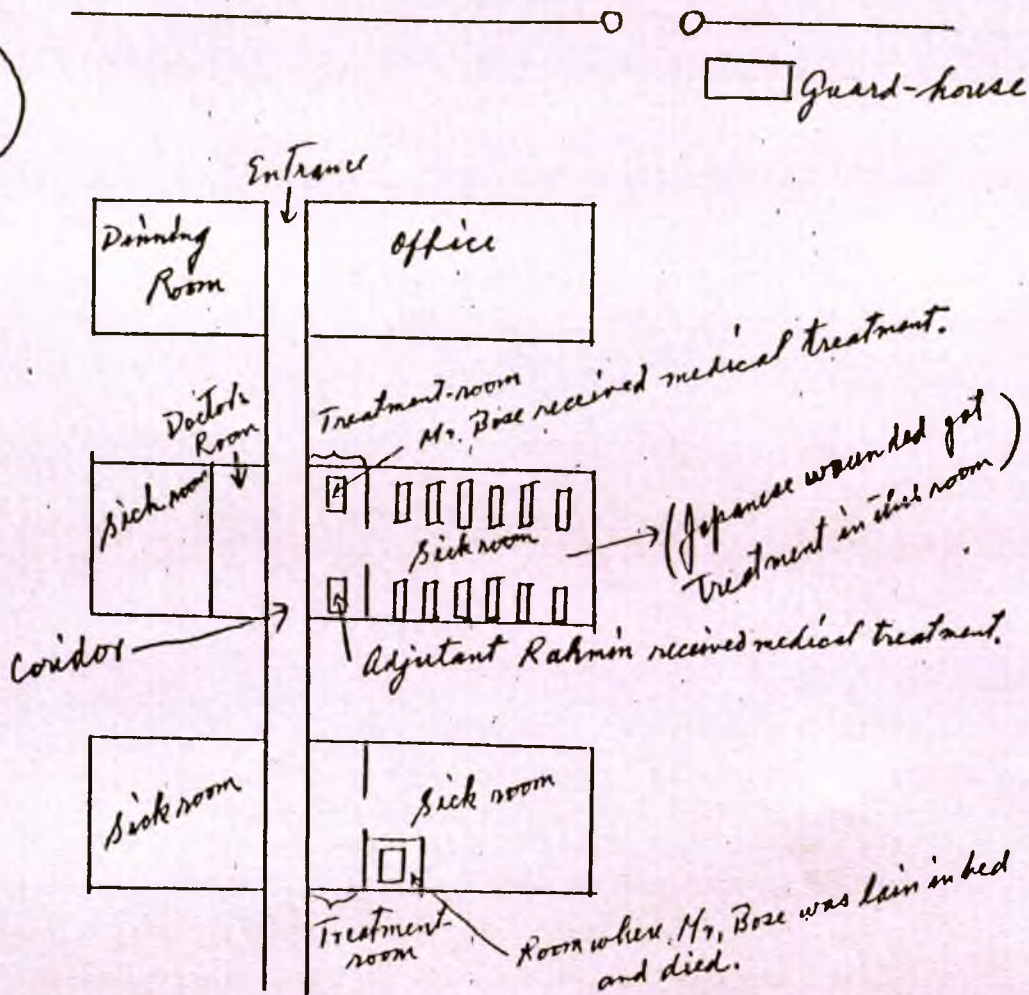 Guard-house
Entrance
Dinning
Room
Office
Treatment-room
Mr. Bose received medical treatment.
Doctol's
Room
Sick room
Sick room
(Japanese wounded got
treatment in this room)
Coridor
Adjutant Rahmin received medical treatment.
Sick room
Sick room
Treatment-
room
Room where, Mr, Bose was lain in bed
and died.